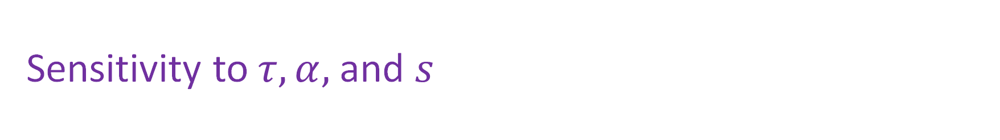 Sensitivity to 𝜏, 𝛼, and 𝑠